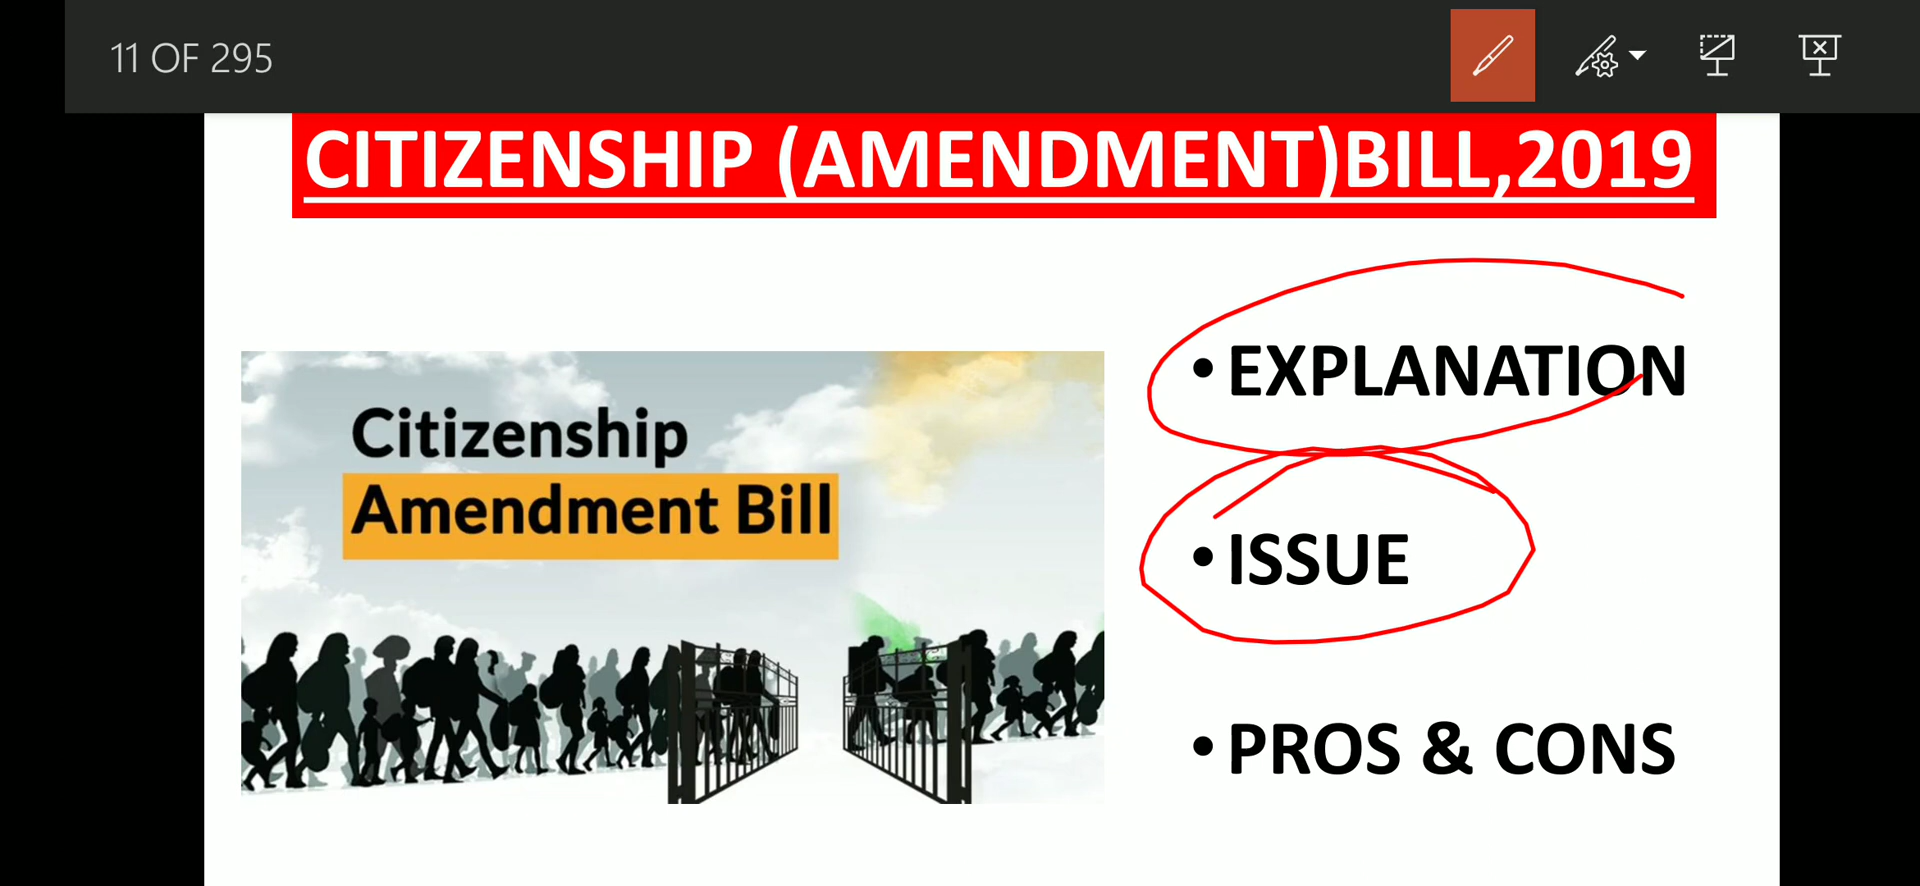 11 OF 295
CITIZENSHIP (AMENDMENT)BILL,2019
Citizenship
Amendment Bill
• EXPLANATION
• ISSUE
• PROS & CONS